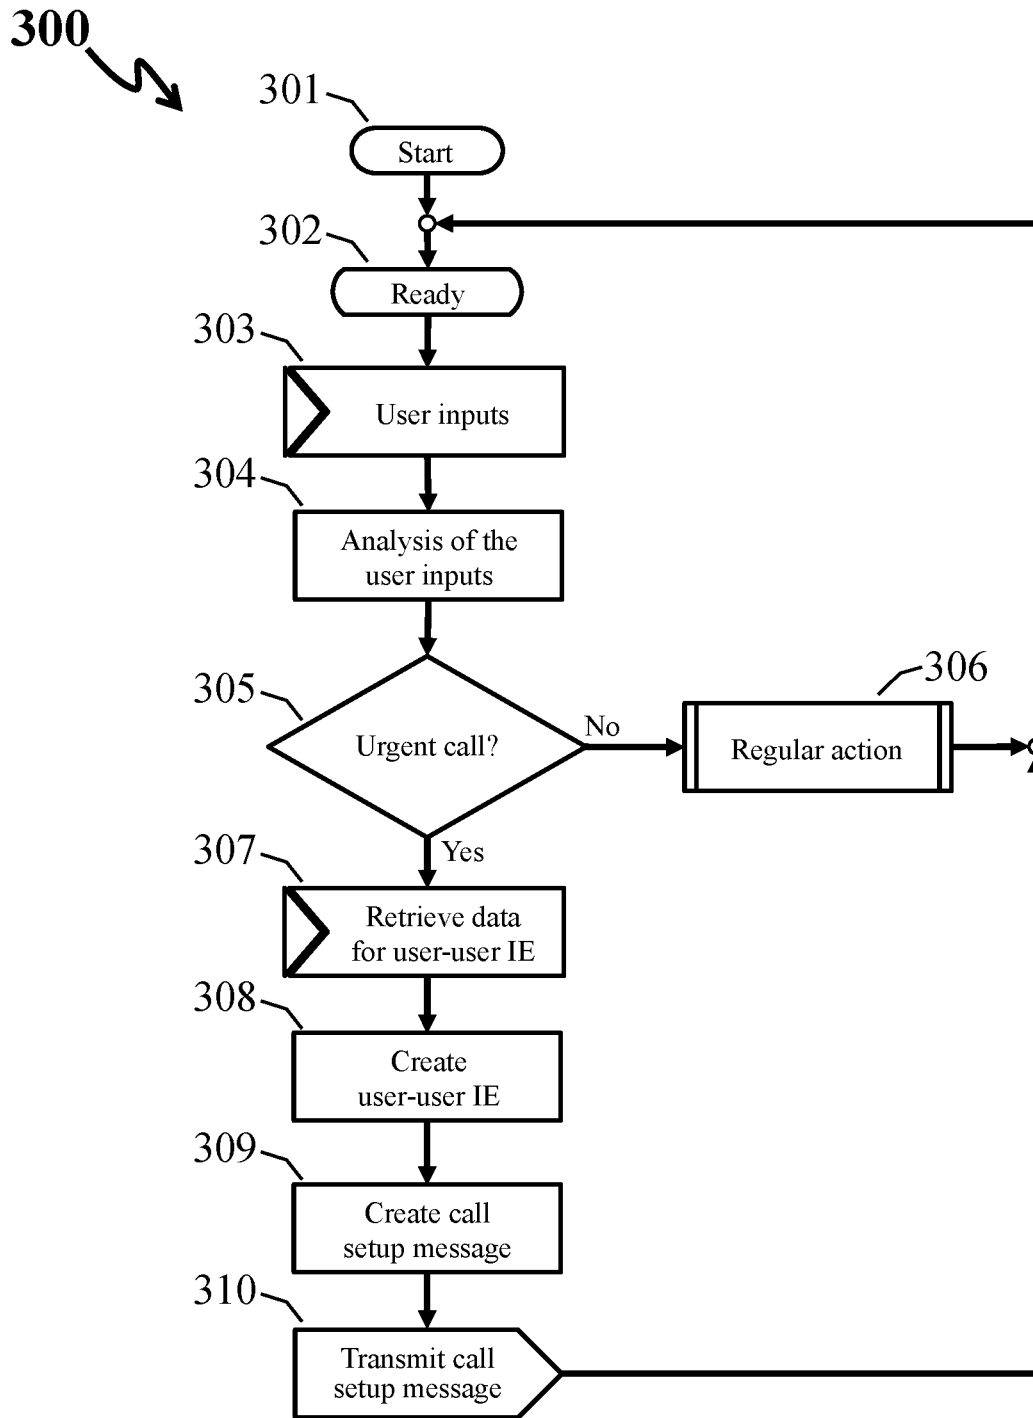 300
301
Start
302
Ready
303
User inputs
304
Analysis of the
user inputs
305
Urgent call?
No
306
Regular action
Yes
307
Retrieve data
for user-user IE
308
Create
user-user IE
309
Create call
setup message
310
Transmit call
setup message